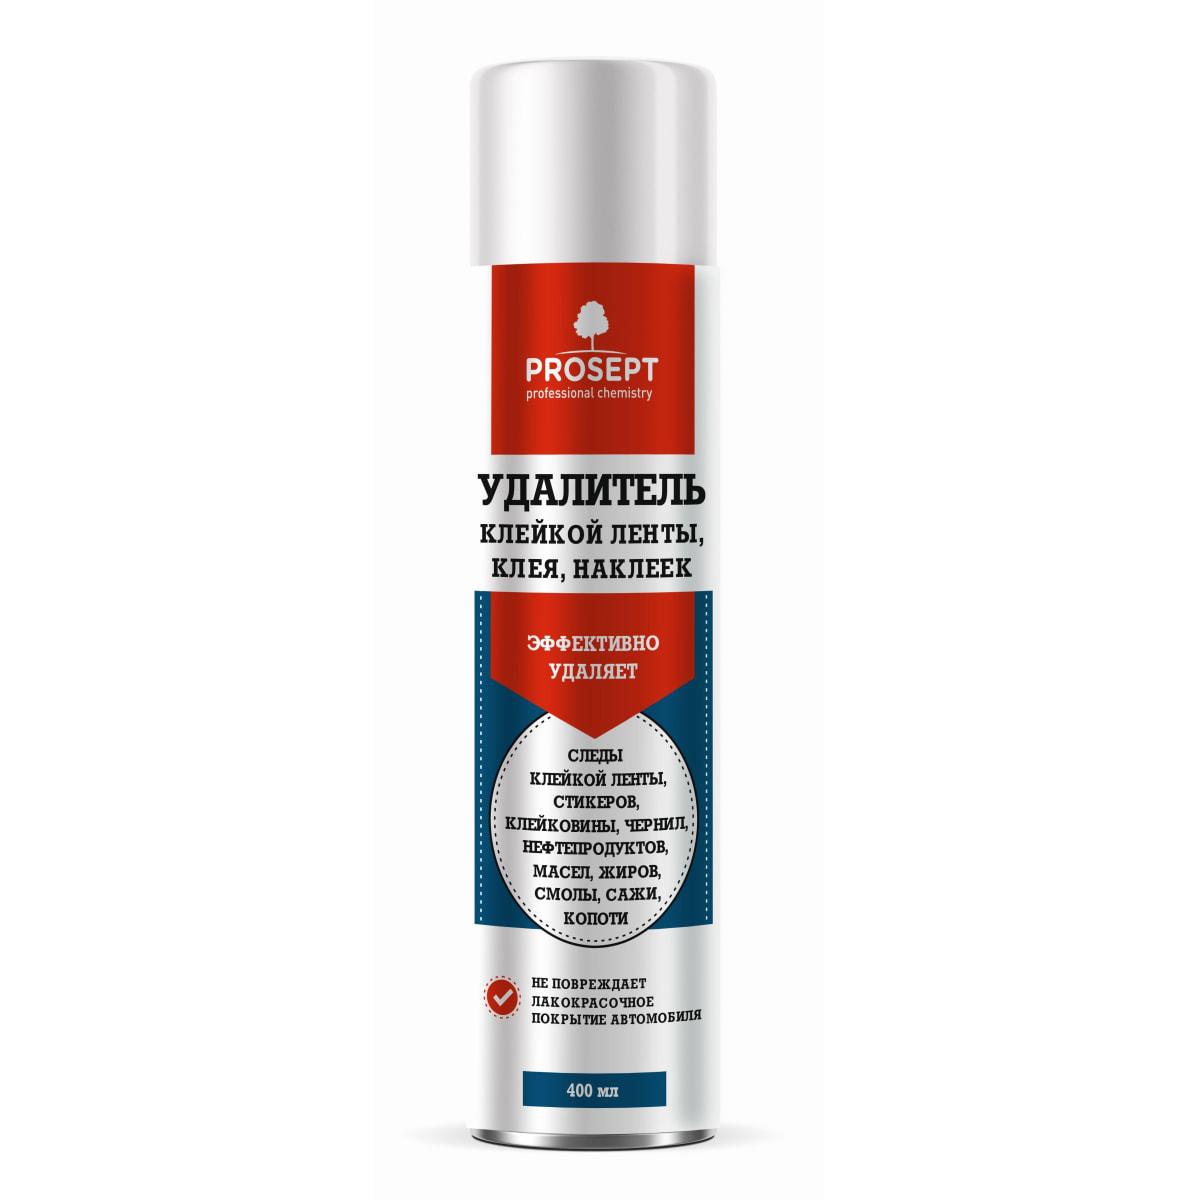 PROSEPT
professional chemistry
УДАЛИТЕЛЬ
КЛЕЙКОЙ ЛЕНТЫ,
КЛЕЯ, НАКЛЕЕК
ЭФФЕКТИВНО
УДАЛЯЕТ
СЛЕДЫ
КЛЕЙКОЙ ЛЕНТЫ,
СТИКЕРОВ,
КЛЕЙКОВИНЫ, ЧЕРНИЛ,
НЕФТЕПРОДУКТОВ,
МАСЕЛ, ЖИРОВ,
СМОЛЫ, САЖИ,
КОПОТИ
НЕ ПОВРЕЖДАЕТ
ЛАКОКРАСОЧНОЕ
ПОКРЫТИЕ АВТОМОБИЛЯ
400 мл